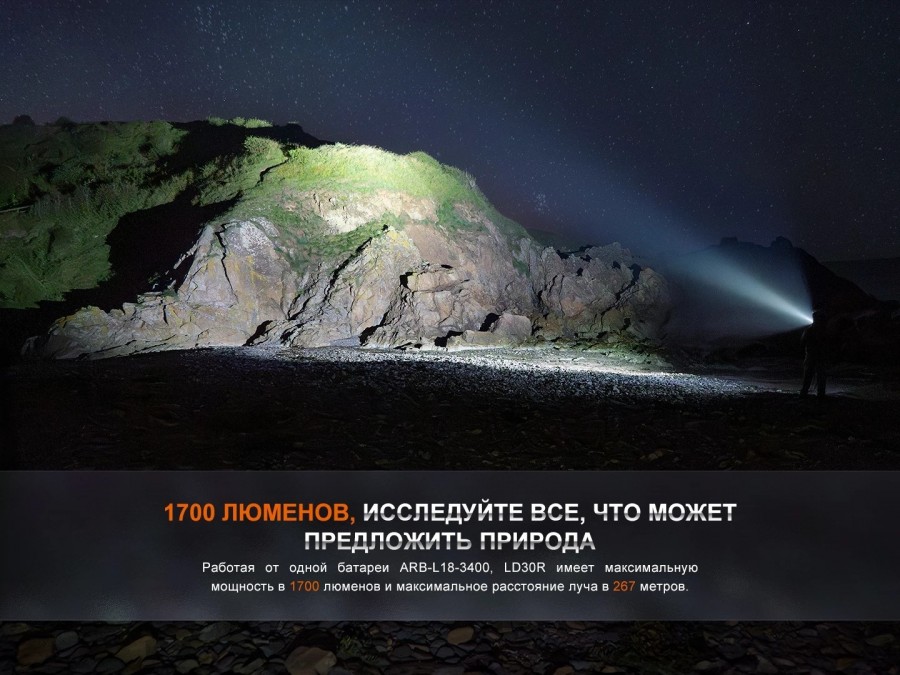 1700 ЛЮМЕНОВ, ИССЛЕДУЙТЕ ВСЕ, ЧТО МОЖЕТ
ПРЕДЛОЖИТЬ ПРИРОДА
Работая от одной батареи ARB-L18-3400, LD30R имеет максимальную
мощность в 1700 люменов и максимальное расстояние луча в 267 метров.